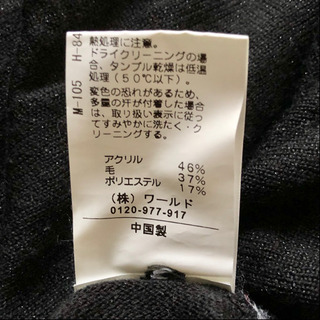 熱処理に注意。
ドライクリーニングの場
合、タンブル乾燥は低温
処理（50℃以下）。
変色の恐れがあるため、
多量の汗が付着した場合
は、取り扱い表示に従っ
てすみやかに洗たく・ク
リーニングする。
アクリル 46%
毛 37%
ポリエステル 17%
（株）ワールド
0120-977-917
中国製
M-105 H-84